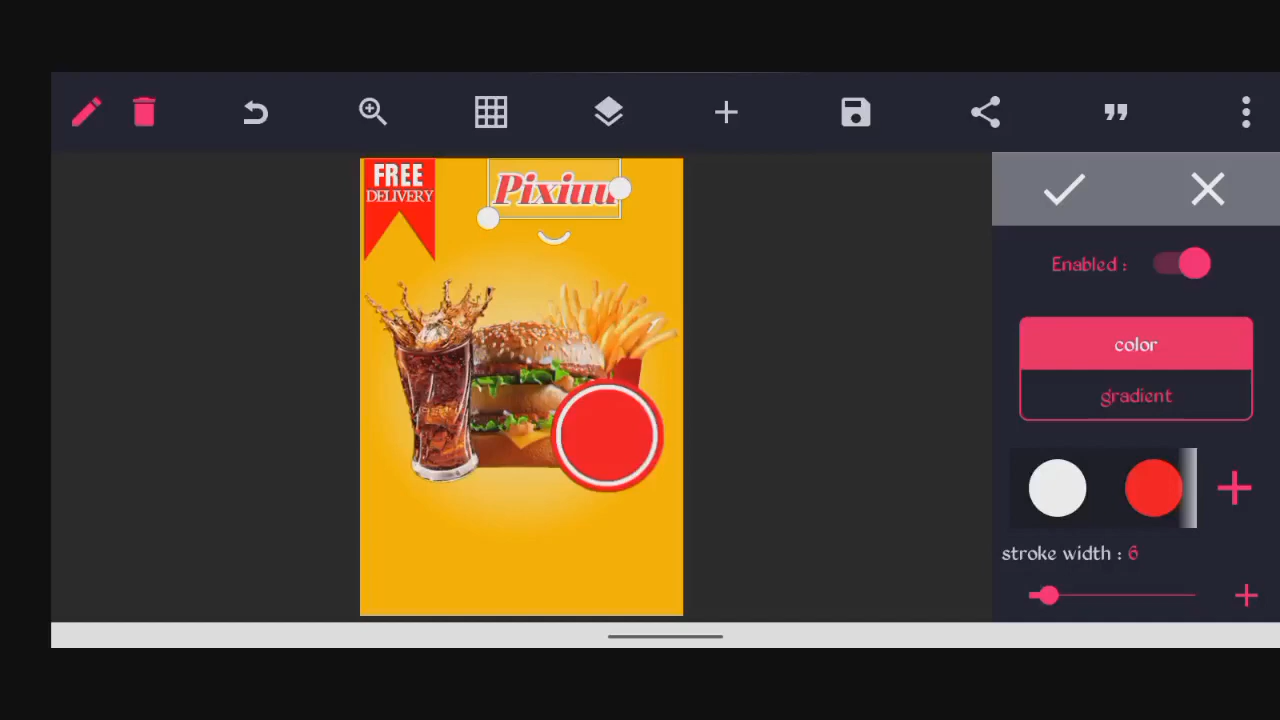 FREE
DELIVERY
Pixiuu
Enabled :
color
gradient
stroke width : 6